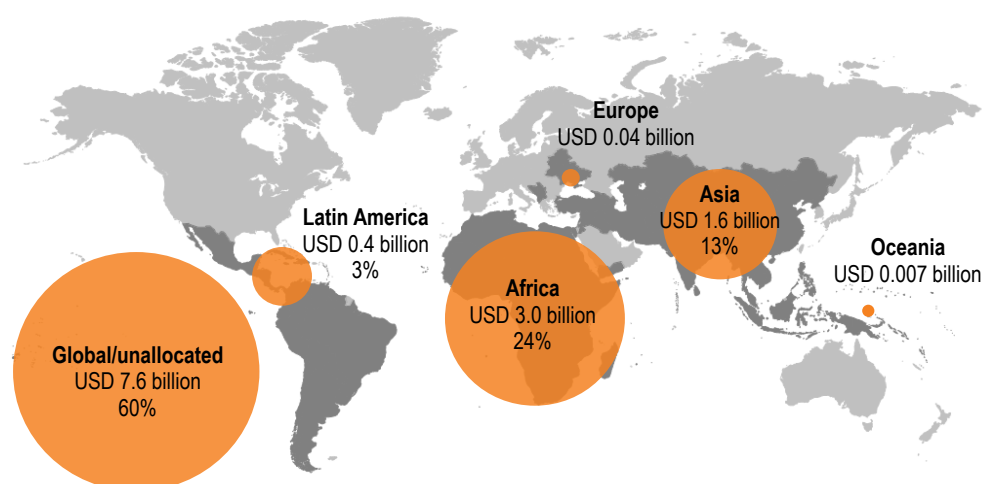 Europe
USD 0.04 billion
Asia
USD 1.6 billion
13%
Latin America
USD 0.4 billion
3%
Oceania
USD 0.007 billion
Africa
USD 3.0 billion
24%
Global/unallocated
USD 7.6 billion
60%